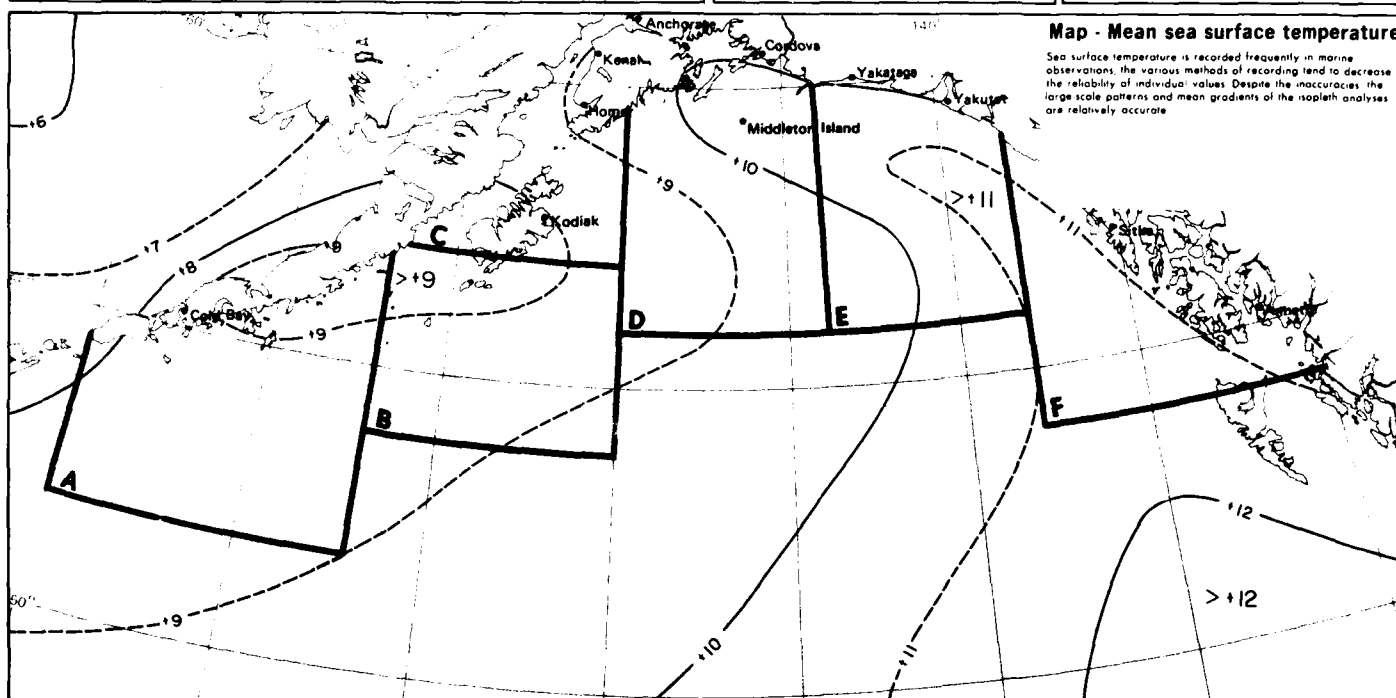 Map - Mean sea surface temperature
Sea surface temperature is recorded frequently in marine
observations, the various methods of recording tend to decrease
the reliability of individual values Despite the inaccuracies the
large scale patterns and mean gradients of the isopleth analyses
are relatively accurate
Anchorage
Kenai
Cordova
140°
Yakataga
Yakutat
Homer
Middleton Island
+6
+10
+9
>+11
+11
Kodiak
Sitka
+7
C
+9
+8
>+9
Cold Bay
+9
D
E
B
F
A
+12
>+12
50°
+9
+10
+11